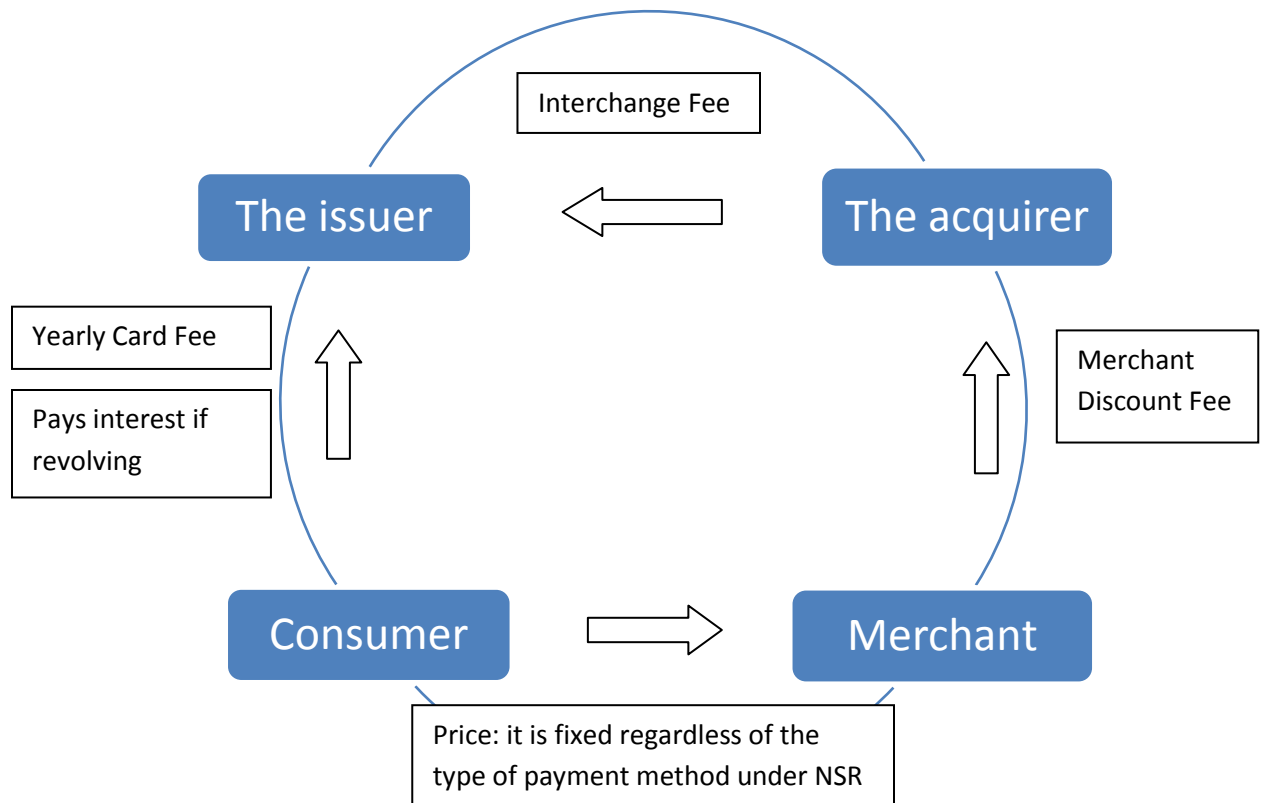 Interchange Fee
The issuer
The acquirer
Yearly Card Fee
Pays interest if
revolving
Merchant
Discount Fee
Consumer
Merchant
Price: it is fixed regardless of the
type of payment method under NSR